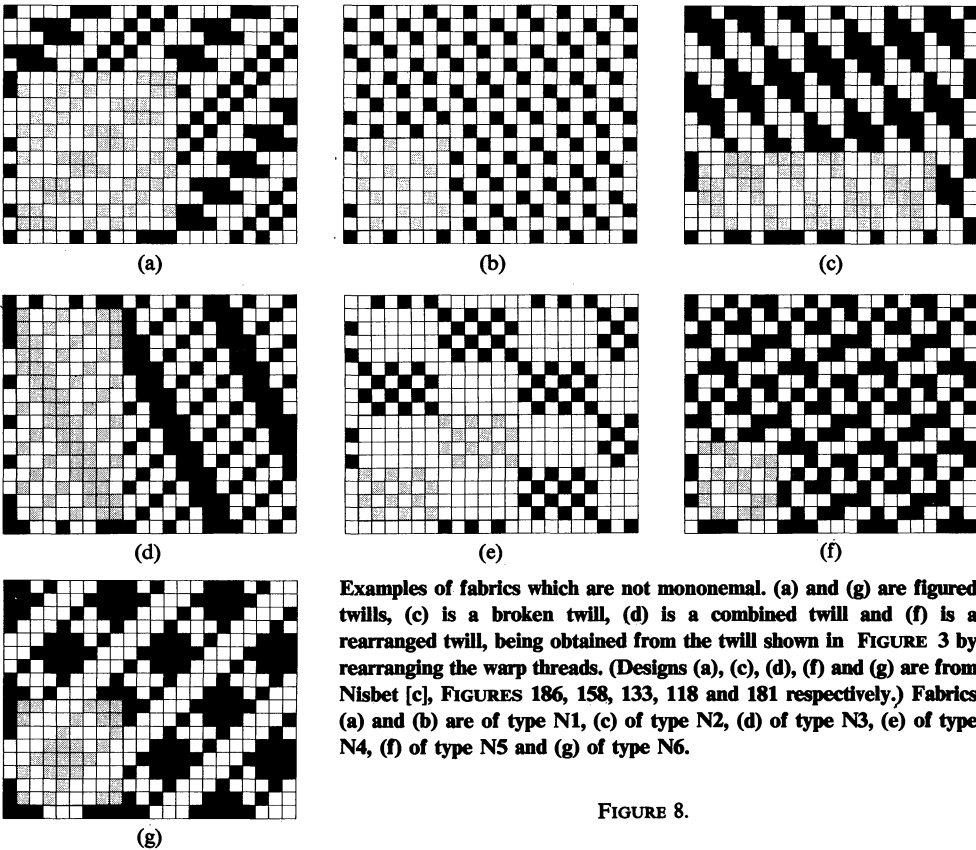 (a)
(b)
(c)
(d)
(e)
(f)
(g)
Examples of fabrics which are not mononemal. (a) and (g) are figured
twills, (c) is a broken twill, (d) is a combined twill and (f) is a
rearranged twill, being obtained from the twill shown in FIGURE 3 by
rearranging the warp threads. (Designs (a), (c), (d), (f) and (g) are from
Nisbet [c], FIGURES 186, 158, 133, 118 and 181 respectively.) Fabrics
(a) and (b) are of type N1, (c) of type N2, (d) of type N3, (e) of type
N4, (f) of type N5 and (g) of type N6.
FIGURE 8.